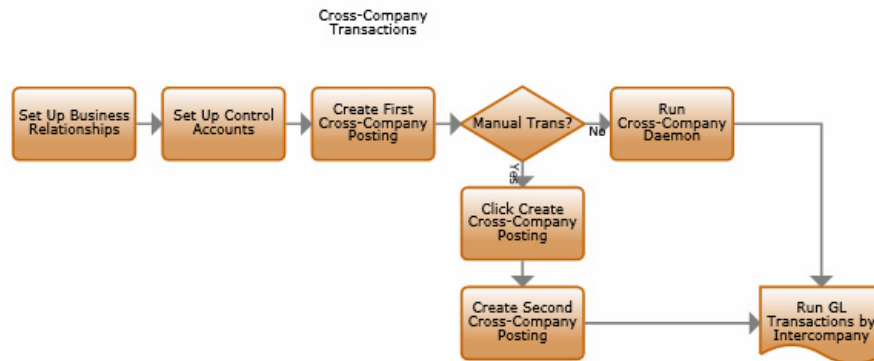 Cross-Company
Transactions
Set Up Business
Relationships
Set Up Control
Accounts
Create First
Cross-Company
Posting
Manual Trans?
No
Run
Cross-Company
Daemon
Yes
Click Create
Cross-Company
Posting
Create Second
Cross-Company
Posting
Run GL
Transactions by
Intercompany